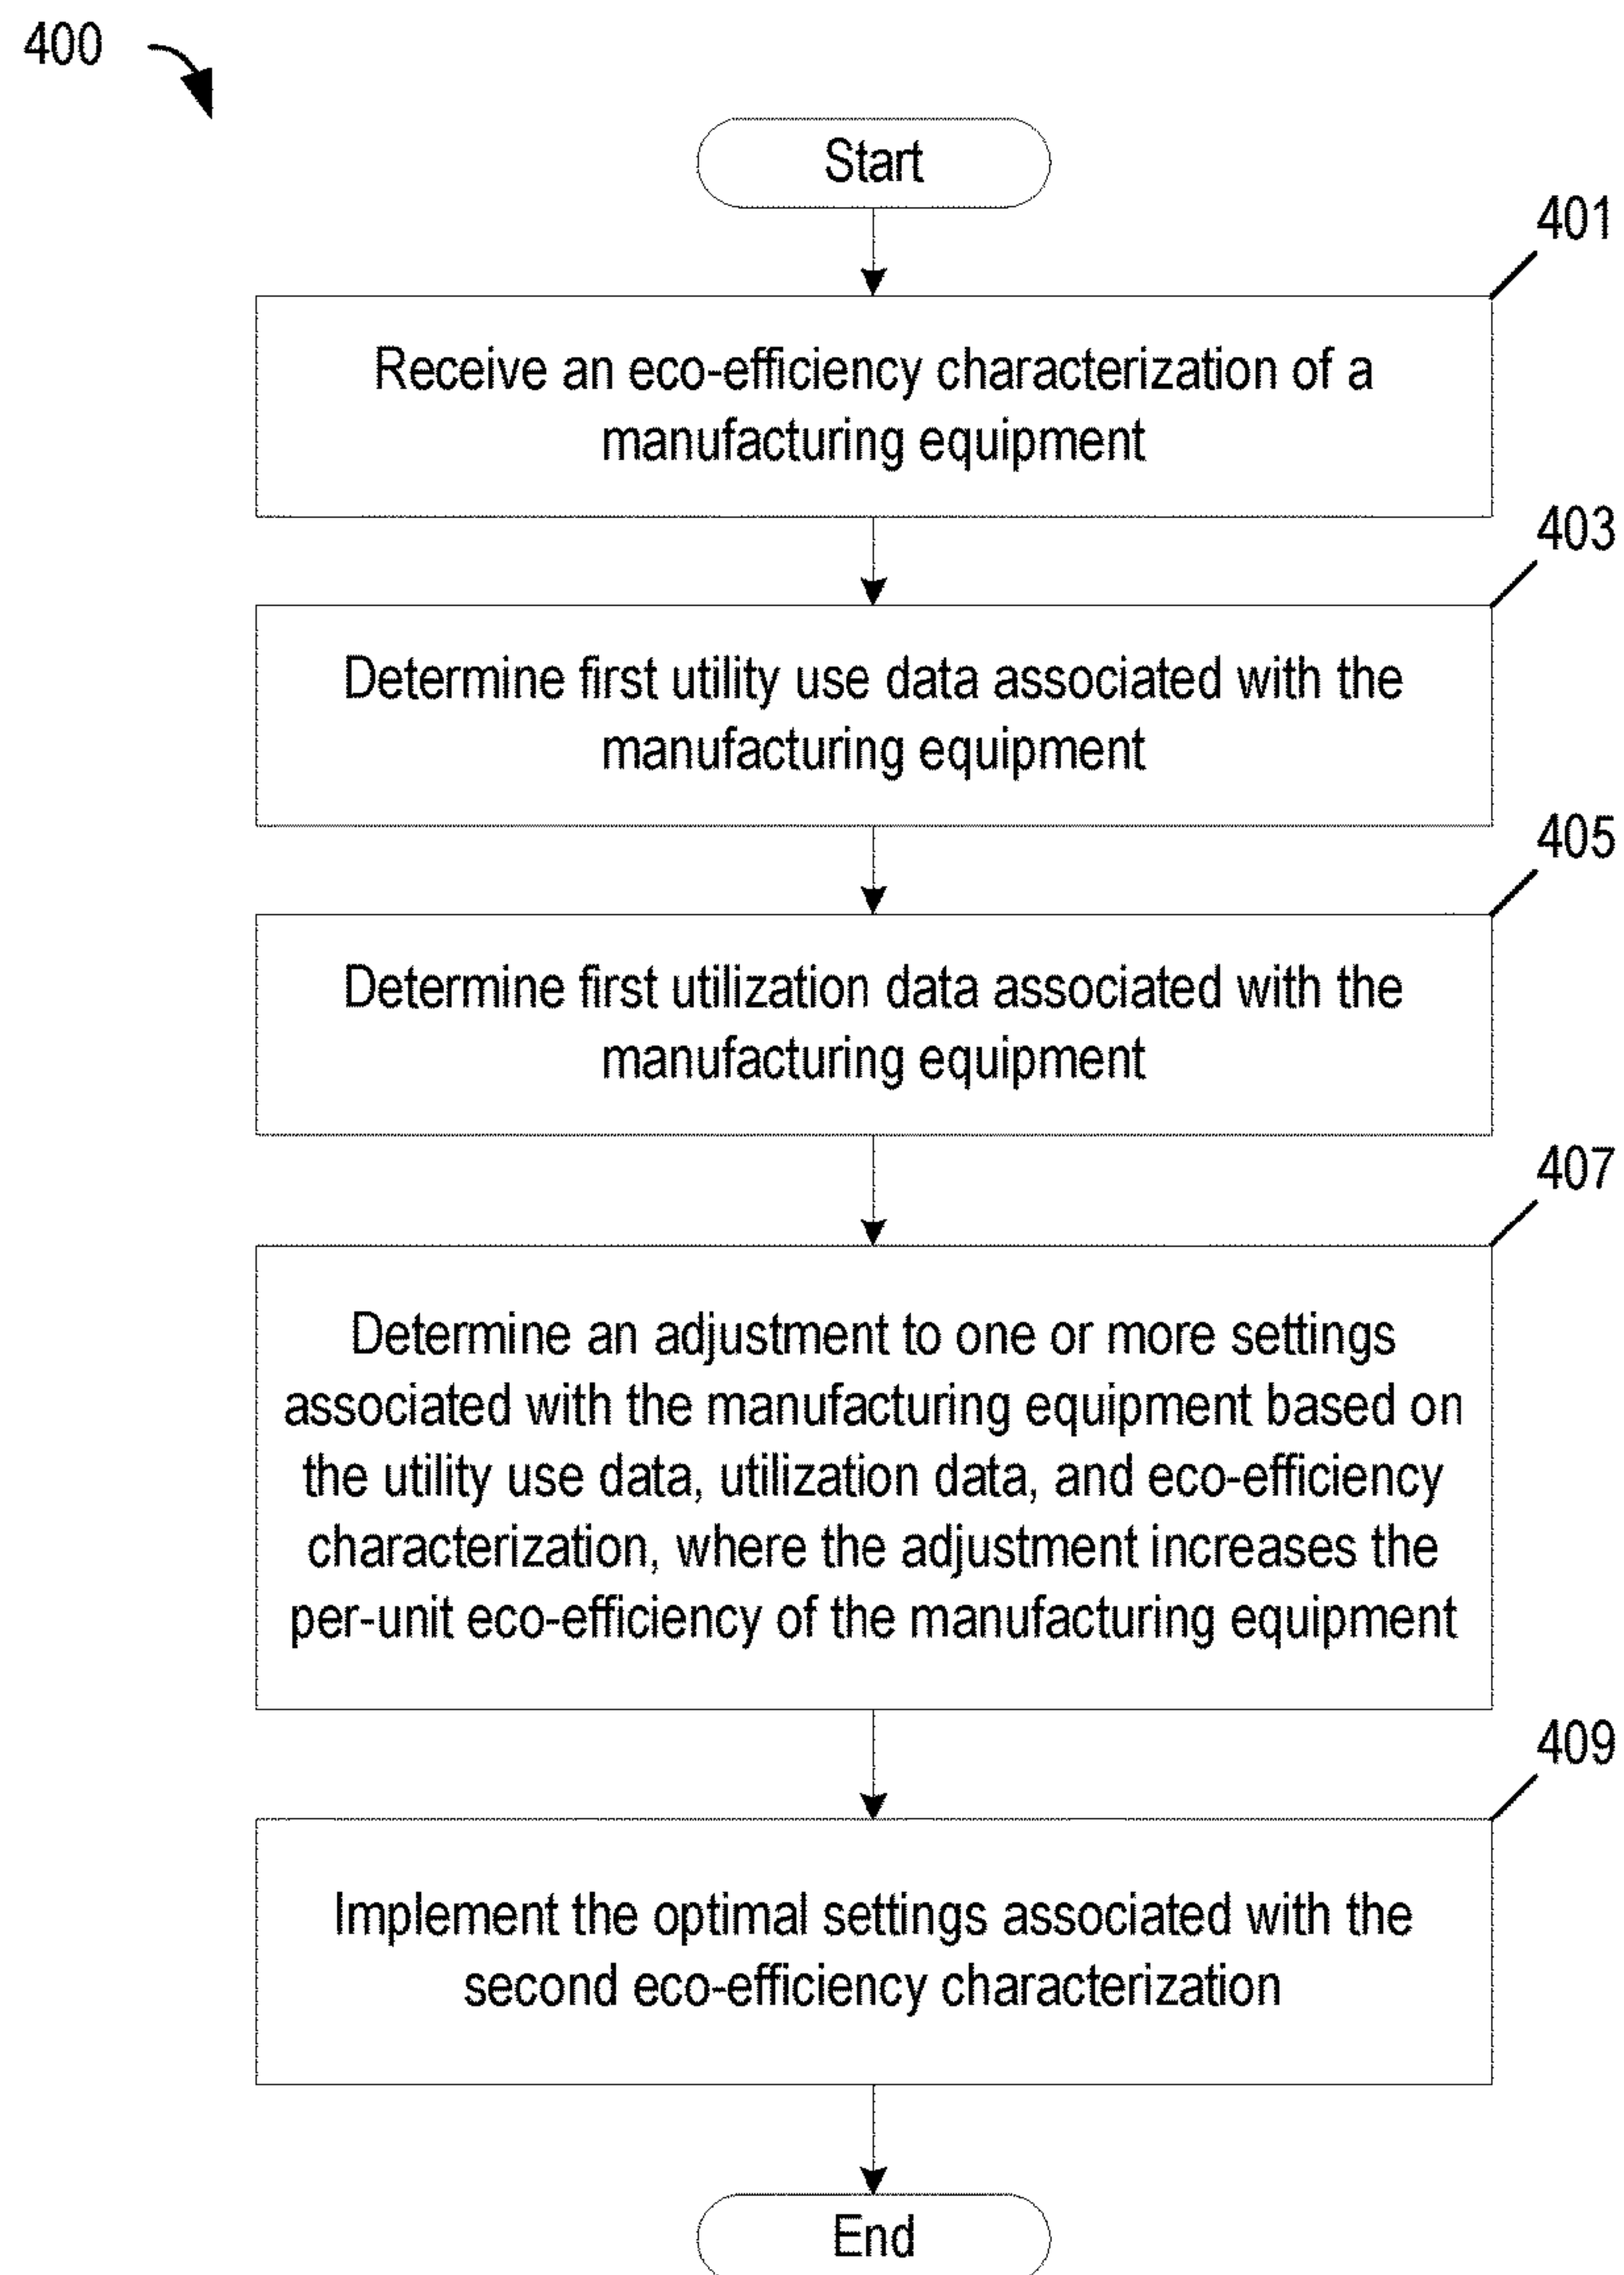 400
Start
401
Receive an eco-efficiency characterization of a
manufacturing equipment
403
Determine first utility use data associated with the
manufacturing equipment
405
Determine first utilization data associated with the
manufacturing equipment
407
Determine an adjustment to one or more settings
associated with the manufacturing equipment based on
the utility use data, utilization data, and eco-efficiency
characterization, where the adjustment increases the
per-unit eco-efficiency of the manufacturing equipment
409
Implement the optimal settings associated with the
second eco-efficiency characterization
End